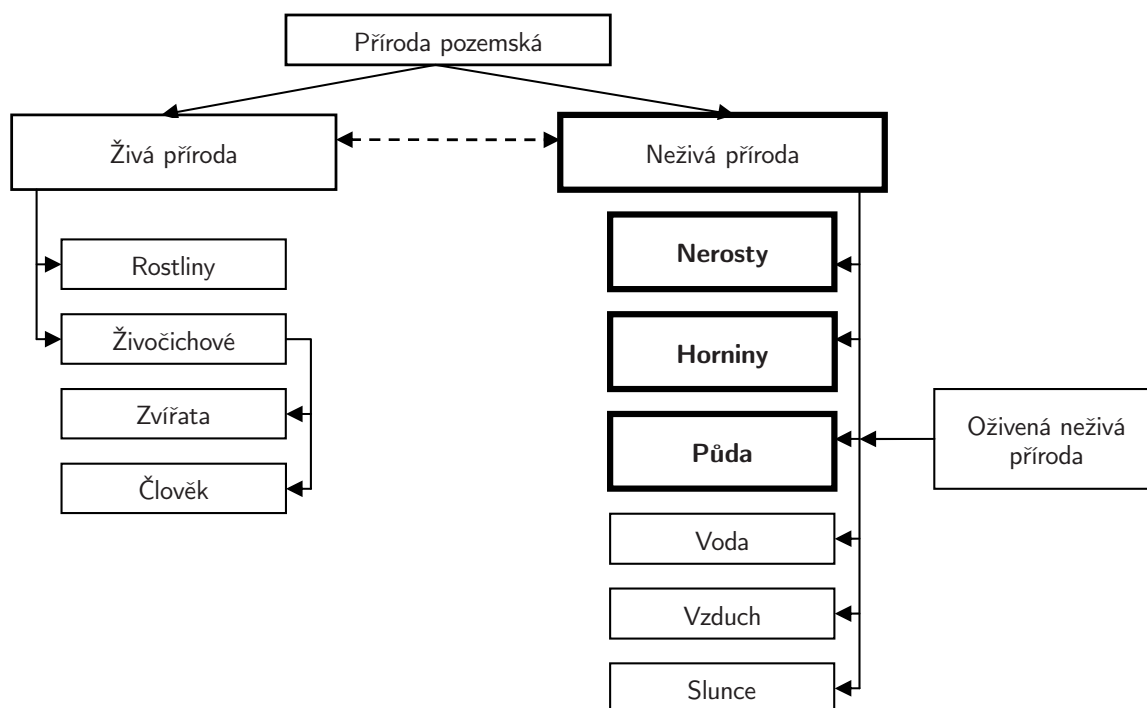 Příroda pozemská
Živá příroda
Neživá příroda
Rostliny
Živočichové
Zvířata
Člověk
Nerosty
Horniny
Půda
Voda
Vzduch
Slunce
Oživená neživá
příroda